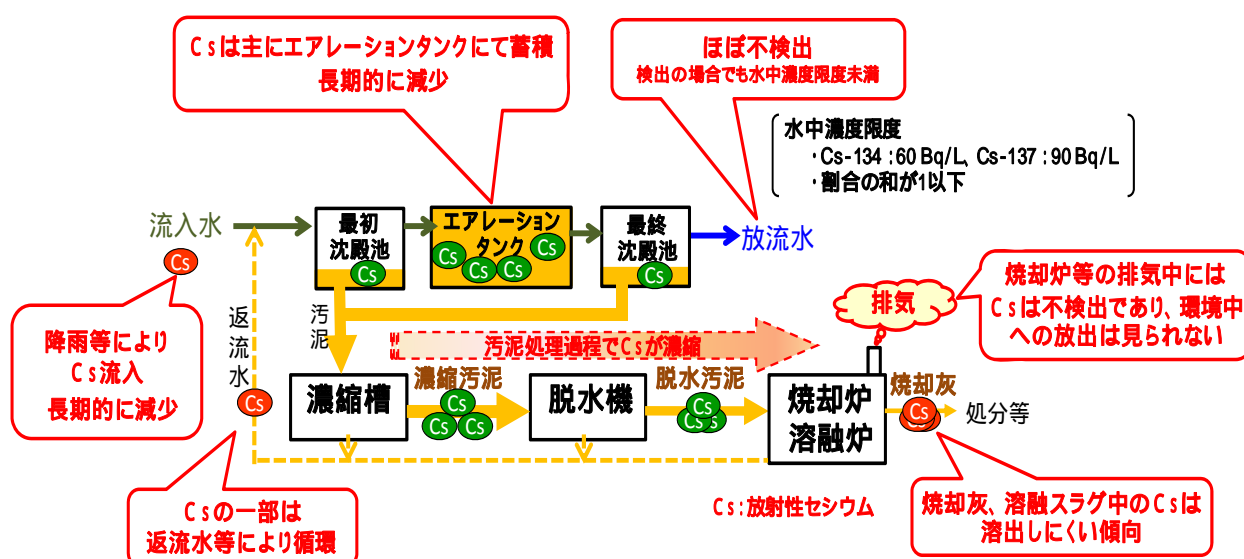 Csは主にエアレーションタンクにて蓄積
長期的に減少
ほぼ不検出
検出の場合でも水中濃度限度未満
水中濃度限度
・Cs-134：60 Bq/L、Cs-137：90 Bq/L
・割合の和が1以下
流入水
最初
沈殿池
エアレーション
タンク
最終
沈殿池
放流水
Cs
Cs
Cs
Cs
Cs
Cs
Cs
降雨等により
Cs流入
長期的に減少
返流水
汚泥
汚泥処理過程でCsが濃縮
排気
焼却炉等の排気中には
Csは不検出であり、環境中
への放出は見られない
濃縮槽
濃縮汚泥
脱水機
脱水汚泥
焼却炉
溶融炉
焼却灰
処分等
Cs
Cs
Cs
Cs
Cs
Cs
Cs
Cs
Csの一部は
返流水等により循環
Cs：放射性セシウム
焼却灰、溶融スラグ中のCsは
溶出しにくい傾向